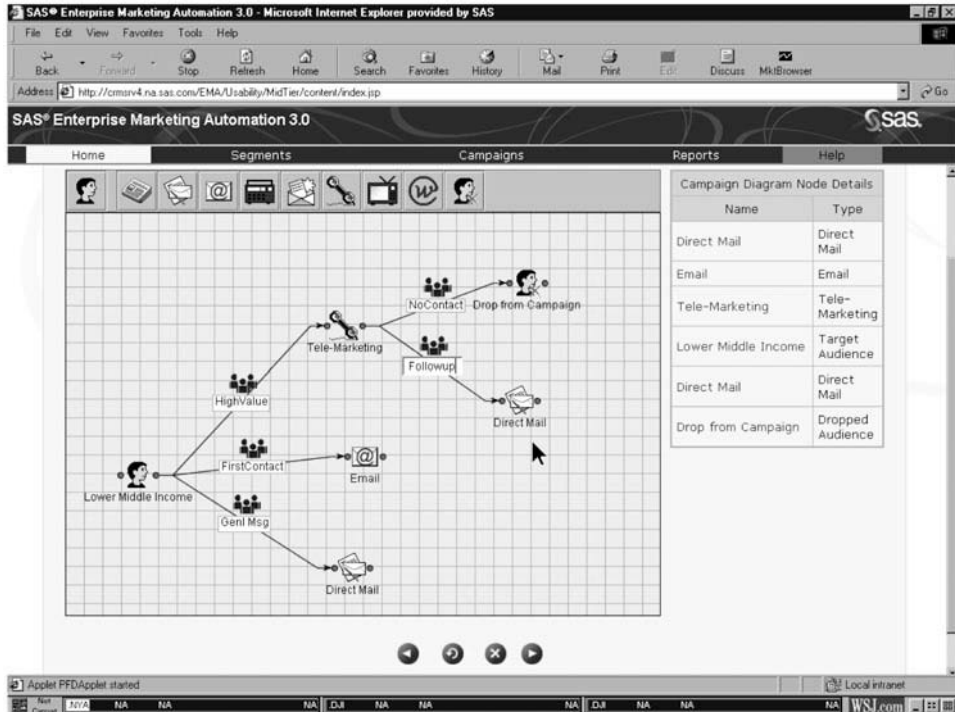 SAS® Enterprise Marketing Automation 3.0 - Microsoft Internet Explorer provided by SAS
File Edit View Favorites Tools Help
Back Forward Stop Refresh Home Search Favorites History Mail Print Edit Discuss MktBrowser
Address http://crmsrv4.na.sas.com/EMA/Usability/MidTier/content/index.jsp Go
SAS® Enterprise Marketing Automation 3.0 sas.
Home Segments Campaigns Reports Help
Campaign Diagram Node Details
Name Type
Direct Mail Direct Mail
Email Email
Tele-Marketing Tele-Marketing
Lower Middle Income Target Audience
Direct Mail Direct Mail
Drop from Campaign Dropped Audience
NoContact Drop from Campaign
Tele-Marketing
Followup
HighValue
Direct Mail
FirstContact
Email
Lower Middle Income
Genl Msg
Direct Mail
Applet PFDApplet started Local intranet
.NYA NA NA NA .DJI NA NA NA .DJI NA NA NA WSJ.com